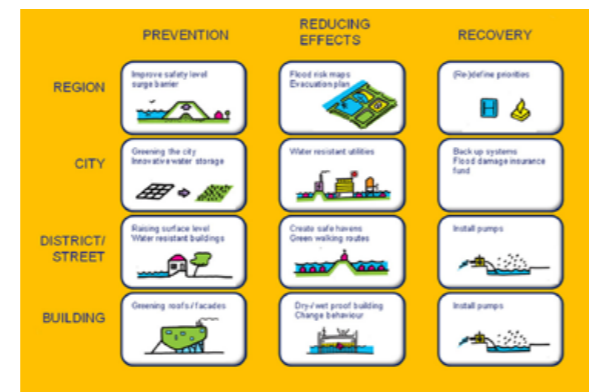 PREVENTION
REDUCING
EFFECTS
RECOVERY
REGION
Improve safety level
surge barrier
Flood risk maps
Evacuation plan
(Re-)define priorities
CITY
Greening the city
Innovative water storage
Water resistant utilities
Back up systems
Flood damage insurance
fund
DISTRICT/
STREET
Raising surface level
Water resistant buildings
Create safe havens
Green walking routes
Install pumps
BUILDING
Greening roofs / facades
Dry-/wet proof building
Change behaviour
Install pumps